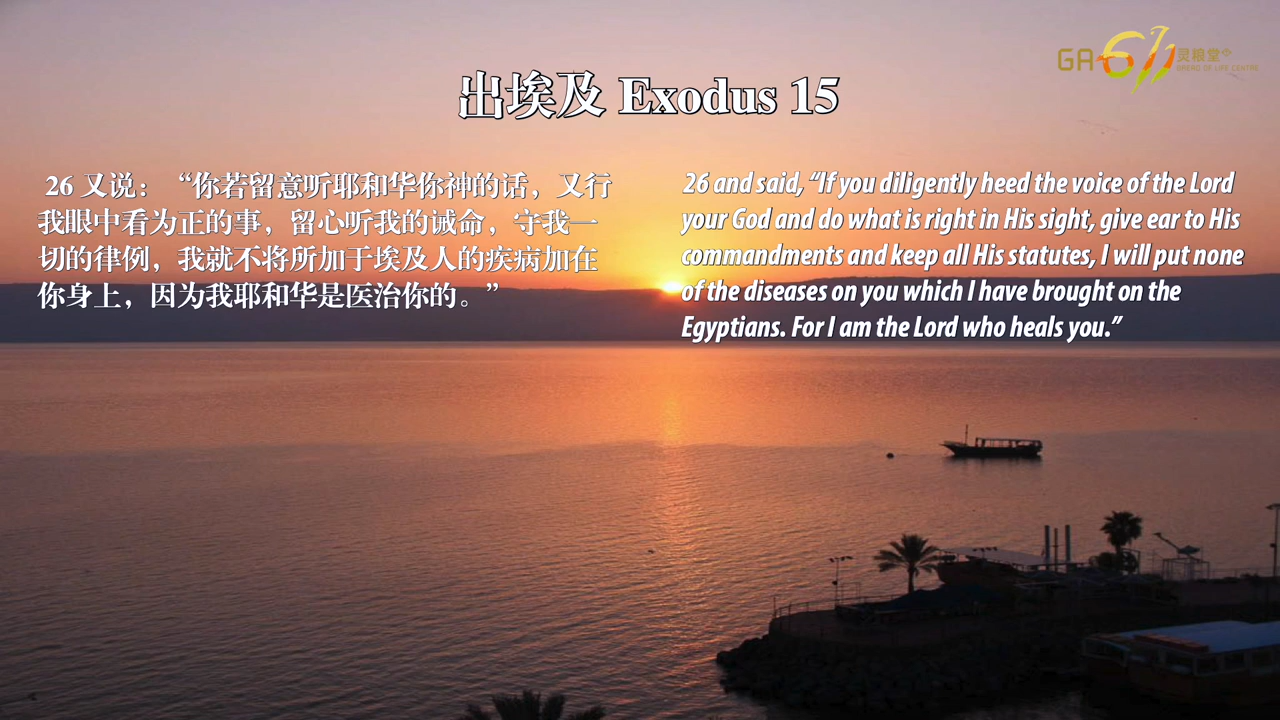 GA 611 灵粮堂
BREAD OF LIFE CENTRE
出埃及 Exodus 15
26 又说：“你若留意听耶和华你神的话，又行
我眼中看为正的事，留心听我的诫命，守我一
切的律例，我就不将所加于埃及人的疾病加在
你身上，因为我耶和华是医治你的。”
26 and said, “If you diligently heed the voice of the Lord
your God and do what is right in His sight, give ear to His
commandments and keep all His statutes, I will put none
of the diseases on you which I have brought on the
Egyptians. For I am the Lord who heals you.”